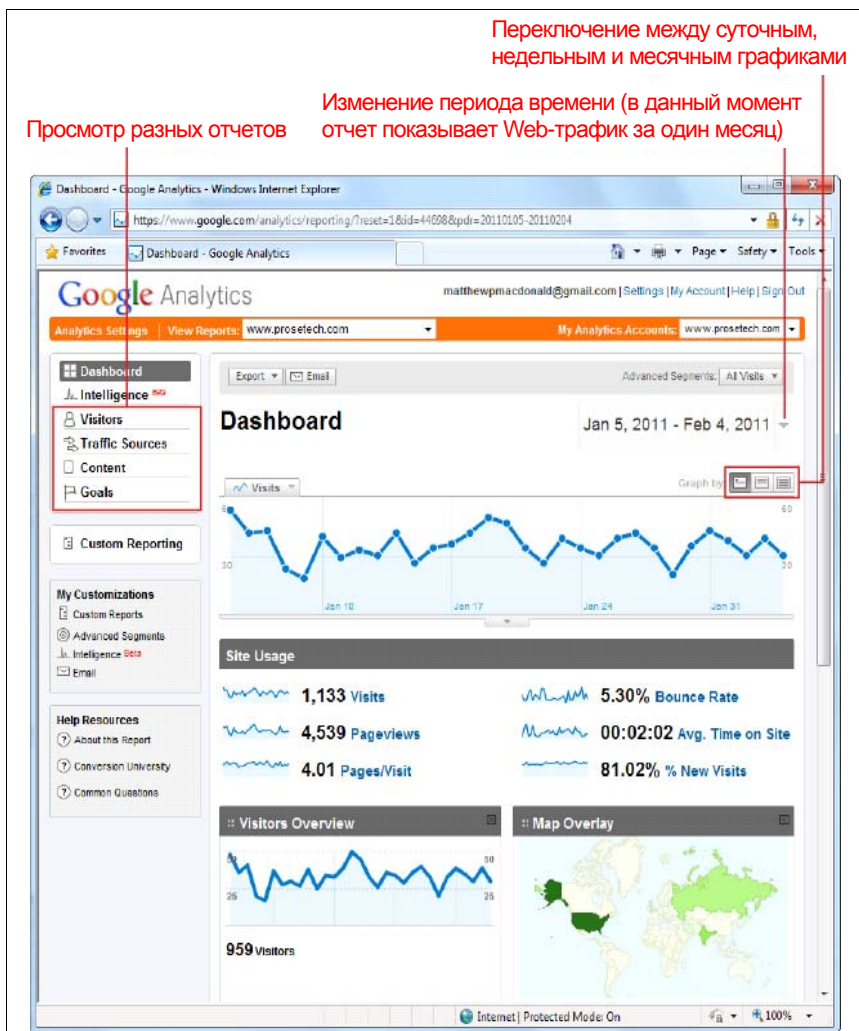 Переключение между суточным,
недельным и месячным графиками
Изменение периода времени (в данный момент
отчет показывает Web-трафик за один месяц)
Просмотр разных отчетов
Dashboard - Google Analytics - Windows Internet Explorer
https://www.google.com/analytics/reporting/?reset=1&id=44698&pdr=20110105-20110204
Favorites
Dashboard - Google Analytics
Page Safety Tools
Google Analytics
matthewpmacdonald@gmail.com | Settings | My Account | Help | Sign Out
Analytics Settings | View Reports: www.prosetech.com
My Analytics Accounts: www.prosetech.com
Dashboard
Intelligence
Visitors
Traffic Sources
Content
Goals
Custom Reporting
My Customizations
Custom Reports
Advanced Segments
Intelligence Beta
Email
Help Resources
About this Report
Conversion University
Common Questions
Export Email
Advanced Segments: All Visits
Dashboard
Jan 5, 2011 - Feb 4, 2011
Visits
Graph by:
60
30 30
Jan 10 Jan 17 Jan 24 Jan 31
Site Usage
1,133 Visits
5.30% Bounce Rate
4,539 Pageviews
00:02:02 Avg. Time on Site
4.01 Pages/Visit
81.02% % New Visits
Visitors Overview
50 50
25 25
959 Visitors
Map Overlay
Internet | Protected Mode: On
100%